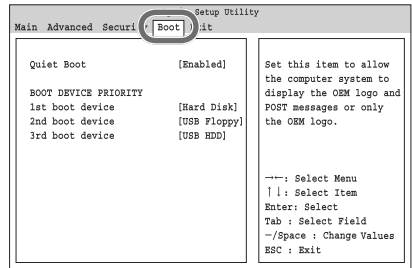 Setup Utility
Main Advanced Security Boot Exit
Quiet Boot [Enabled]
BOOT DEVICE PRIORITY
1st boot device [Hard Disk]
2nd boot device [USB Floppy]
3rd boot device [USB HDD]
Set this item to allow
the computer system to
display the OEM logo and
POST messages or only
the OEM logo.
→←: Select Menu
↑↓: Select Item
Enter: Select
Tab : Select Field
−/Space : Change Values
ESC : Exit